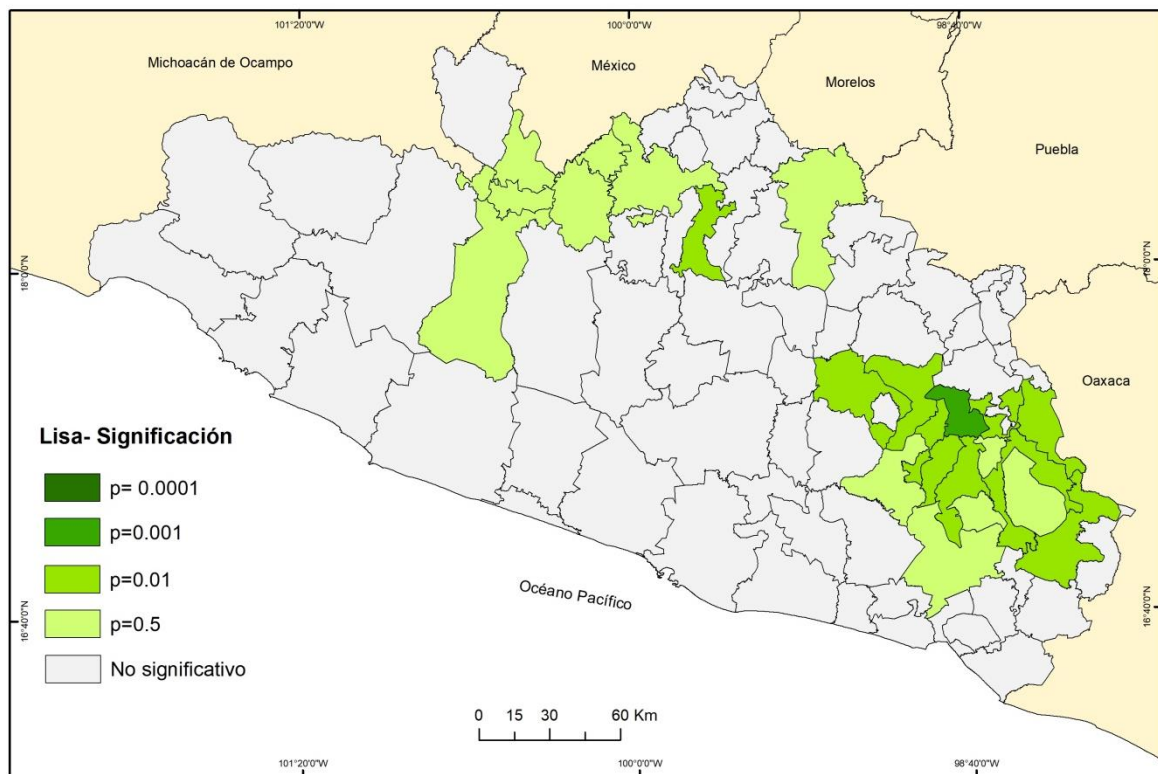 101°20'0"W
100°0'0"W
98°40'0"W
Michoacán de Ocampo
México
Morelos
Puebla
18°0'0"N
18°0'0"N
Oaxaca
Lisa- Significación
p= 0.0001
p=0.001
p=0.01
p=0.5
No significativo
Océano Pacífico
16°40'0"N
16°40'0"N
0 15 30 60 Km
101°20'0"W
100°0'0"W
98°40'0"W